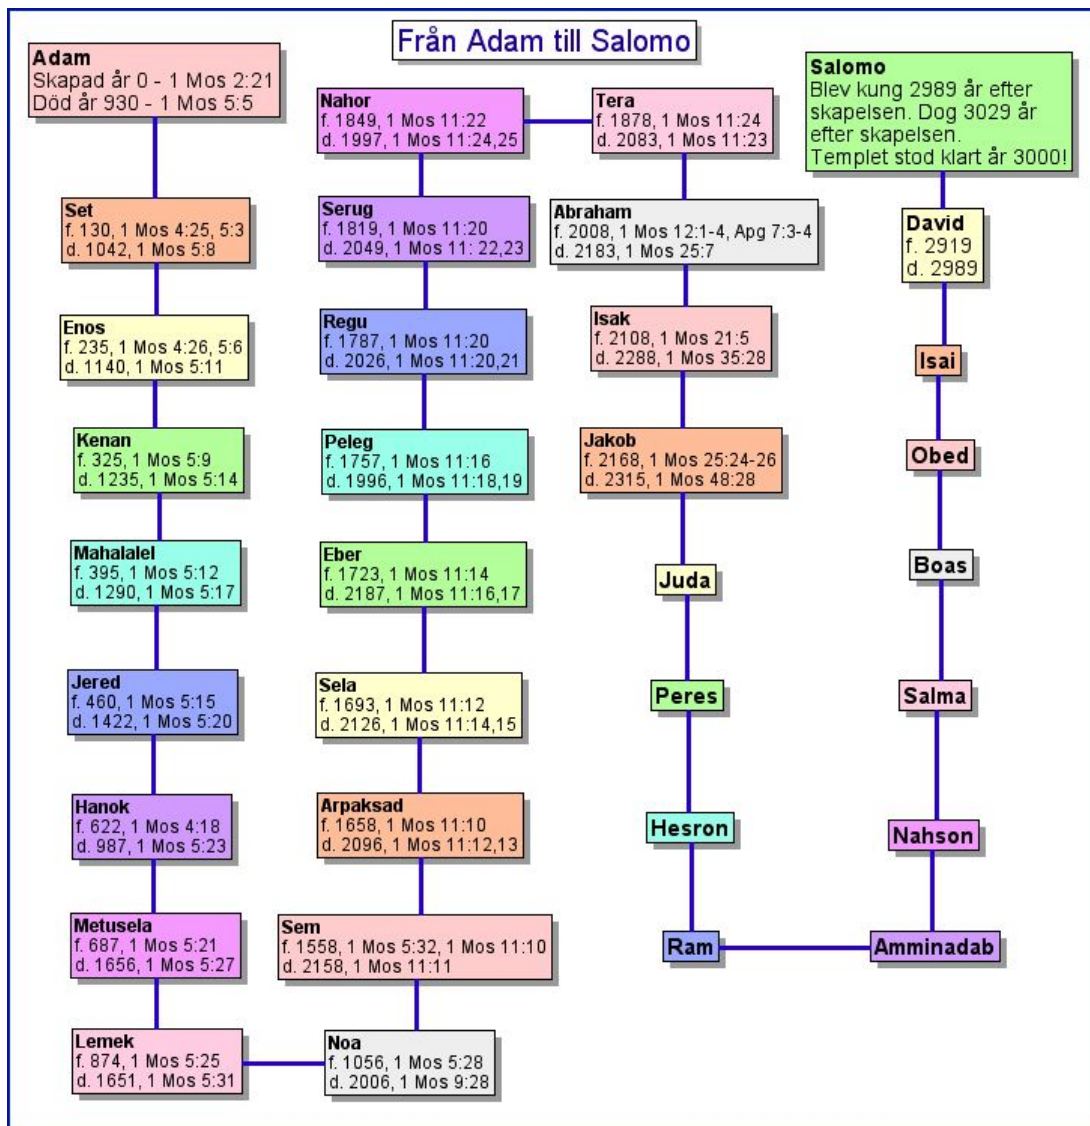 Från Adam till Salomo
Adam
Skapad år 0 - 1 Mos 2:21
Död år 930 - 1 Mos 5:5
Set
f. 130, 1 Mos 4:25, 5:3
d. 1042, 1 Mos 5:8
Enos
f. 235, 1 Mos 4:26, 5:6
d. 1140, 1 Mos 5:11
Kenan
f. 325, 1 Mos 5:9
d. 1235, 1 Mos 5:14
Mahalalel
f. 395, 1 Mos 5:12
d. 1290, 1 Mos 5:17
Jered
f. 460, 1 Mos 5:15
d. 1422, 1 Mos 5:20
Hanok
f. 622, 1 Mos 4:18
d. 987, 1 Mos 5:23
Metusela
f. 687, 1 Mos 5:21
d. 1656, 1 Mos 5:27
Lemek
f. 874, 1 Mos 5:25
d. 1651, 1 Mos 5:31
Noa
f. 1056, 1 Mos 5:28
d. 2006, 1 Mos 9:28
Sem
f. 1558, 1 Mos 5:32, 1 Mos 11:10
d. 2158, 1 Mos 11:11
Arpaksad
f. 1658, 1 Mos 11:10
d. 2096, 1 Mos 11:12,13
Sela
f. 1693, 1 Mos 11:12
d. 2126, 1 Mos 11:14,15
Eber
f. 1723, 1 Mos 11:14
d. 2187, 1 Mos 11:16,17
Peleg
f. 1757, 1 Mos 11:16
d. 1996, 1 Mos 11:18,19
Regu
f. 1787, 1 Mos 11:20
d. 2026, 1 Mos 11:20,21
Serug
f. 1819, 1 Mos 11:20
d. 2049, 1 Mos 11: 22,23
Nahor
f. 1849, 1 Mos 11:22
d. 1997, 1 Mos 11:24,25
Tera
f. 1878, 1 Mos 11:24
d. 2083, 1 Mos 11:23
Abraham
f. 2008, 1 Mos 12:1-4, Apg 7:3-4
d. 2183, 1 Mos 25:7
Isak
f. 2108, 1 Mos 21:5
d. 2288, 1 Mos 35:28
Jakob
f. 2168, 1 Mos 25:24-26
d. 2315, 1 Mos 48:28
Juda
Peres
Hesron
Ram
Amminadab
Nahson
Salma
Boas
Obed
Isai
David
f. 2919
d. 2989
Salomo
Blev kung 2989 år efter
skapelsen. Dog 3029 år
efter skapelsen.
Templet stod klart år 3000!